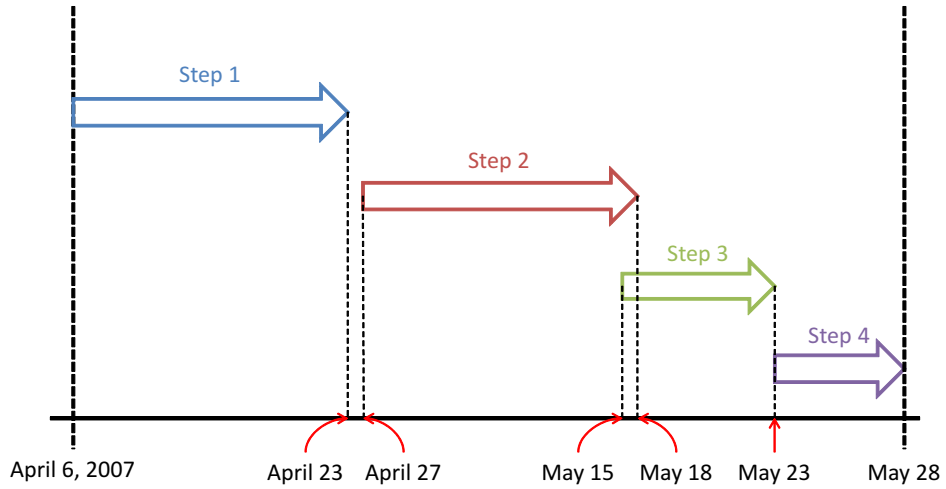 Step 1
Step 2
Step 3
Step 4
April 6, 2007
April 23
April 27
May 15
May 18
May 23
May 28